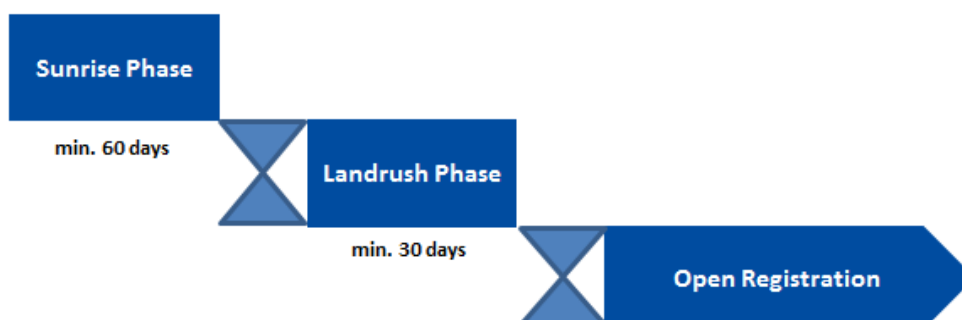 Sunrise Phase
min. 60 days
Landrush Phase
min. 30 days
Open Registration